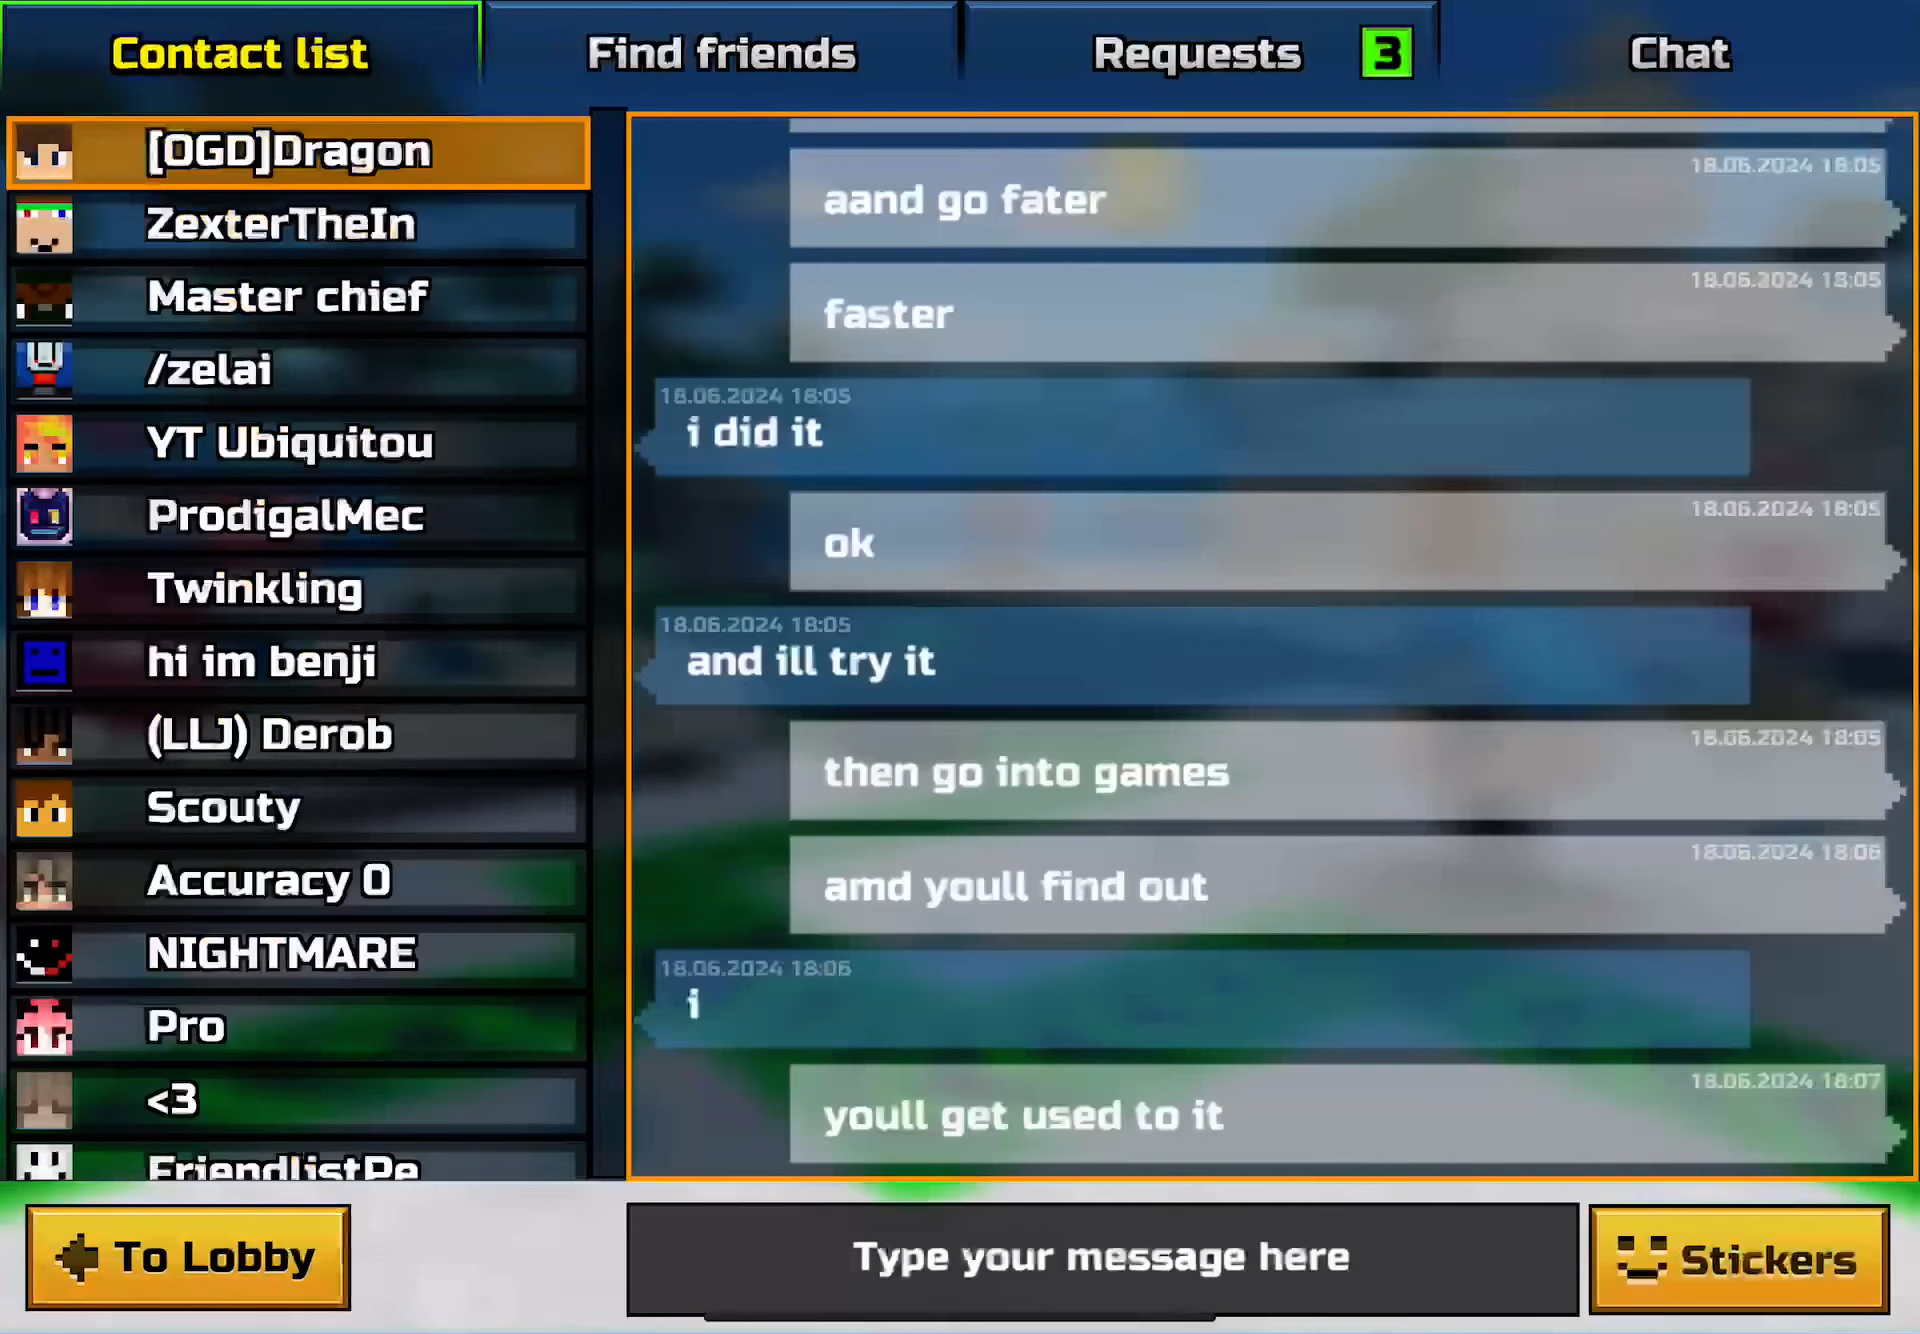 Contact list
Find friends
Requests 3
Chat
[OGD]Dragon
ZexterTheIn
Master chief
/zelai
YT Ubiquitou
ProdigalMec
Twinkling
hi im benji
(LLJ) Derob
Scouty
Accuracy 0
NIGHTMARE
Pro
<3
FriendlistPe
18.06.2024 18:05
aand go fater
18.06.2024 18:05
faster
18.06.2024 18:05
i did it
18.06.2024 18:05
ok
18.06.2024 18:05
and ill try it
18.06.2024 18:05
then go into games
18.06.2024 18:06
amd youll find out
18.06.2024 18:06
i
18.06.2024 18:07
youll get used to it
To Lobby
Type your message here
Stickers